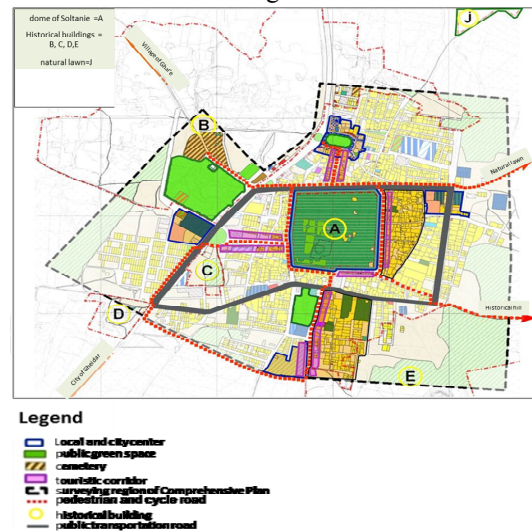 dome of Soltanie =A
Historical buildings =
B, C, D,E
natural lawn=J
J
Village of Ghare
B
Natural lawn
A
C
D
Historical hill
E
City of Gheidar
Legend
Local and city center
public green space
cemetery
touristic corridor
surveying region of Comprehensive Plan
pedestrian and cycle road
historical building
public transportation road